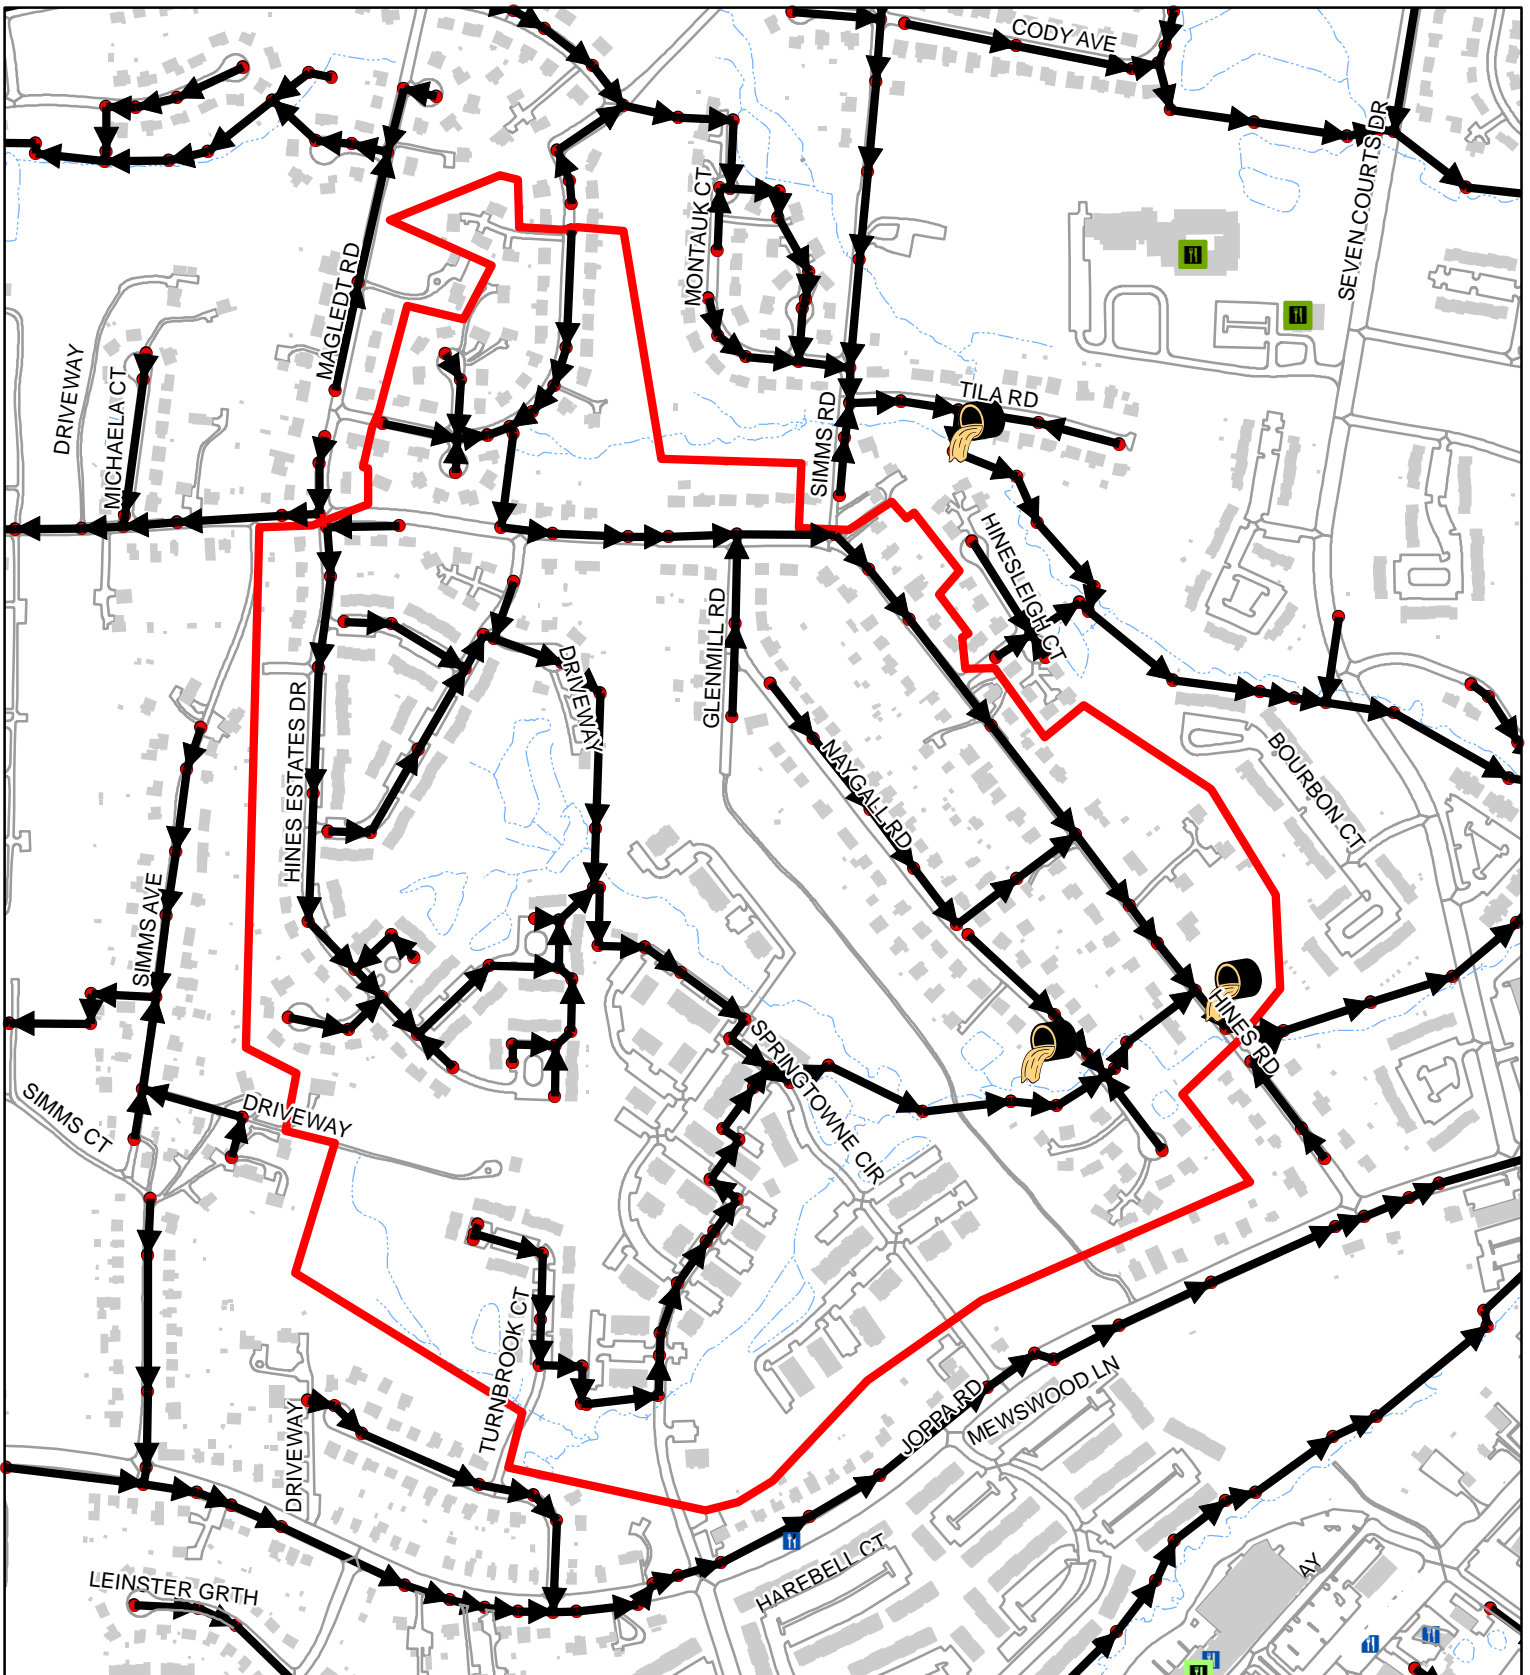 CODY AVE
SEVEN COURTS DR
MONTAUK CT
MAGLEDT RD
DRIVEWAY
MICHAELA CT
TILA RD
SIMMS RD
HINESLEIGH CT
GLENMILL RD
DRIVEWAY
HINES ESTATES DR
NAYGALL RD
BOURBON CT
SIMMS AVE
HINES RD
SPRINGTOWNE CIR
SIMMS CT
DRIVEWAY
TURNBROOK CT
JOPPA RD
MEWSWOOD LN
DRIVEWAY
HAREBELL CT
LEINSTER GRTH
AY